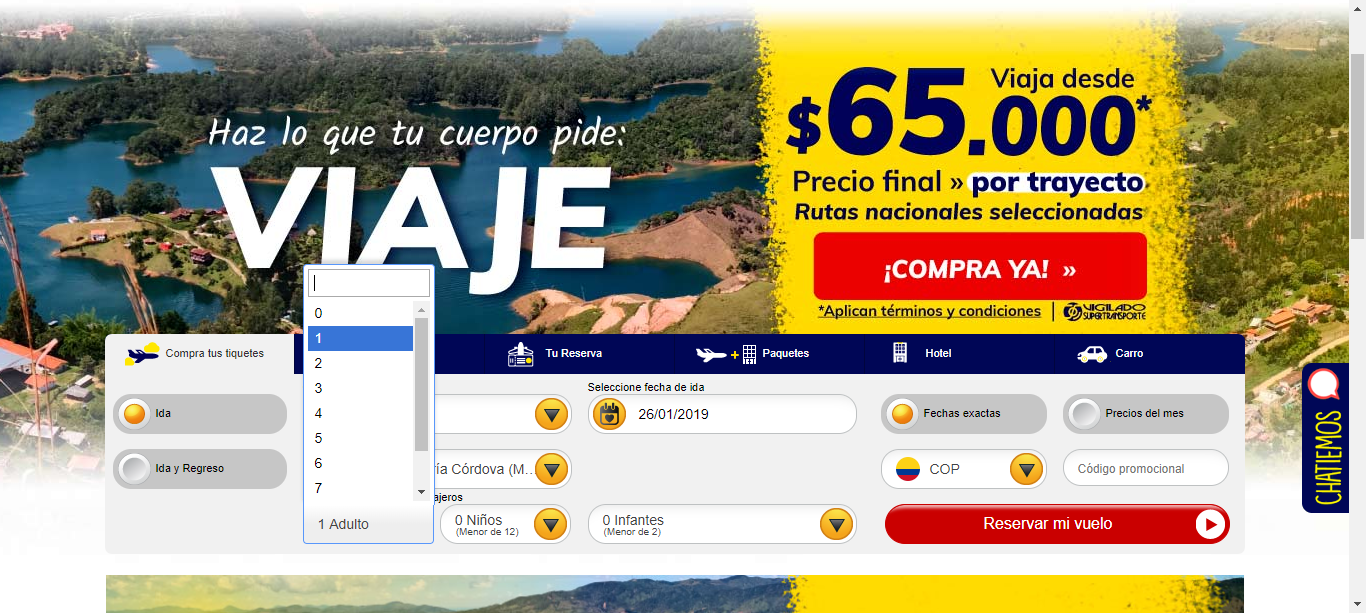 Haz lo que tu cuerpo pide:
VIAJE
Viaja desde
$65.000*
Precio final » por trayecto
Rutas nacionales seleccionadas
¡COMPRA YA! »
*Aplican términos y condiciones
VIGILADO
SUPERTRANSPORTE
Compra tus tiquetes
Tu Reserva
Paquetes
Hotel
Carro
0
1
2
3
4
5
6
7
1 Adulto
Ida
Ida y Regreso
Seleccione fecha de ida
26/01/2019
Fechas exactas
Precios del mes
ía Córdova (M...
COP
Código promocional
ajeros
0 Niños
(Menor de 12)
0 Infantes
(Menor de 2)
Reservar mi vuelo
CHATIEMOS